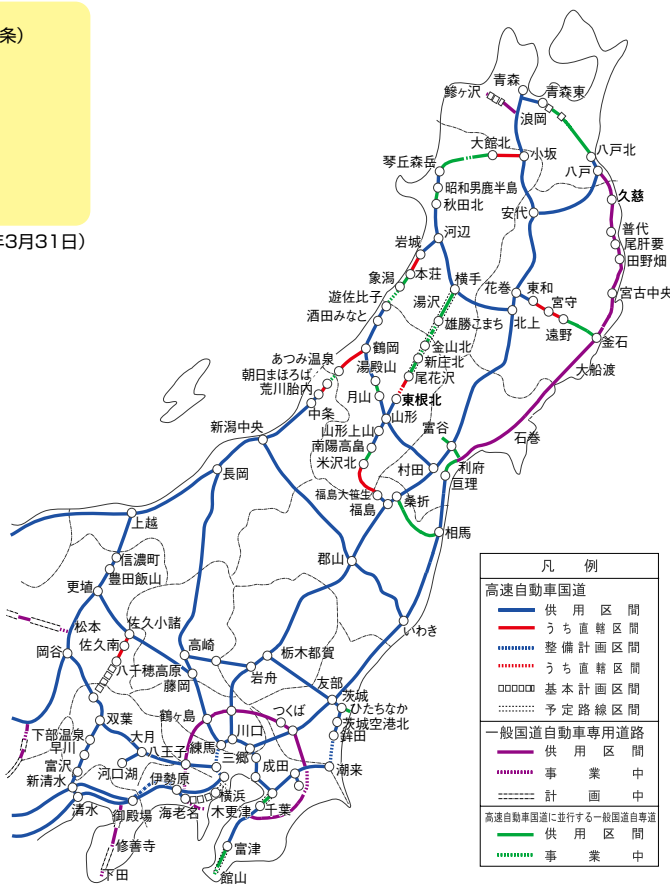 条）
年3月31日）
青森
青森東
鰺ヶ沢
浪岡
大館北
小坂
八戸北
八戸
琴丘森岳
昭和男鹿半島
秋田北
久慈
安代
普代
尾肝要
田野畑
岩城
河辺
本荘
象潟
横手
花巻
東和
宮守
宮古中央
遊佐比子
酒田みなと
湯沢
雄勝こまち
北上
遠野
釜石
金山北
新庄北
尾花沢
大船渡
あつみ温泉
鶴岡
湯殿山
朝日まほろば
荒川胎内
月山
東根北
中条
山形
新潟中央
山形上山
富谷
石巻
南陽高畠
米沢北
村田
利府
亘理
長岡
福島大笹生
福島
桑折
上越
相馬
郡山
信濃町
豊田飯山
更埴
松本
佐久小諸
いわき
岡谷
佐久南
高崎
栃木都賀
八千穂高原
藤岡
岩舟
友部
茨城
ひたちなか
鶴ヶ島
つくば
茨城空港北
鉾田
下部温泉
双葉
大月
川口
早川
八王子
練馬
三郷
成田
富沢
河口湖
伊勢原
潮来
新清水
横浜
清水
御殿場
海老名
木更津
千葉
修善寺
富津
下田
館山
凡例
高速自動車国道
供用区間
うち直轄区間
整備計画区間
うち直轄区間
基本計画区間
予定路線区間
一般国道自動車専用道路
供用区間
事業中
計画中
高速自動車国道に並行する一般国道自専道
供用区間
事業中